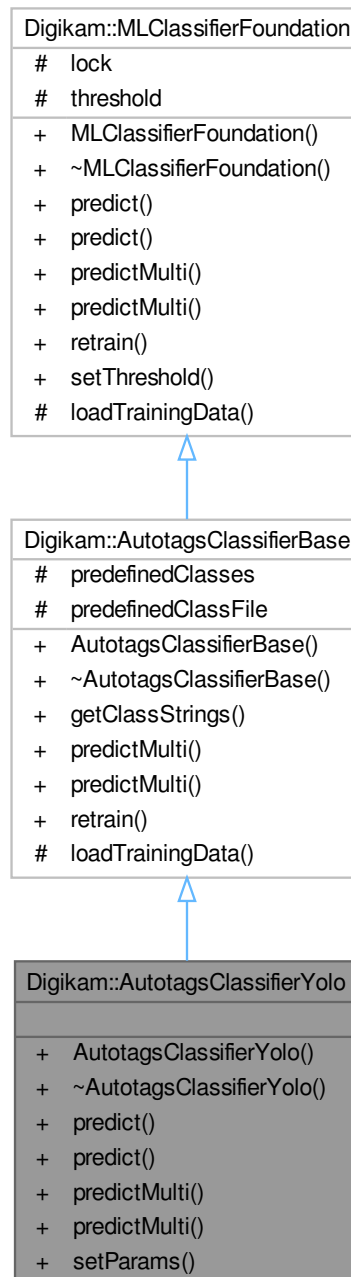 Digikam::MLClassifierFoundation
# lock
# threshold
+ MLClassifierFoundation()
+ ~MLClassifierFoundation()
+ predict()
+ predict()
+ predictMulti()
+ predictMulti()
+ retrain()
+ setThreshold()
# loadTrainingData()
Digikam::AutotagsClassifierBase
# predefinedClasses
# predefinedClassFile
+ AutotagsClassifierBase()
+ ~AutotagsClassifierBase()
+ getClassStrings()
+ predictMulti()
+ predictMulti()
+ retrain()
# loadTrainingData()
Digikam::AutotagsClassifierYolo
+ AutotagsClassifierYolo()
+ ~AutotagsClassifierYolo()
+ predict()
+ predict()
+ predictMulti()
+ predictMulti()
+ setParams()